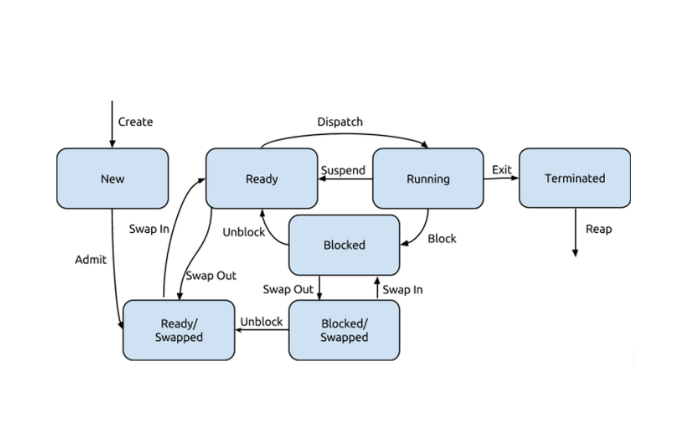 Create
Dispatch
New
Ready
Suspend
Running
Exit
Terminated
Swap In
Unblock
Blocked
Block
Reap
Admit
Swap Out
Swap Out
Swap In
Ready/
Swapped
Unblock
Blocked/
Swapped